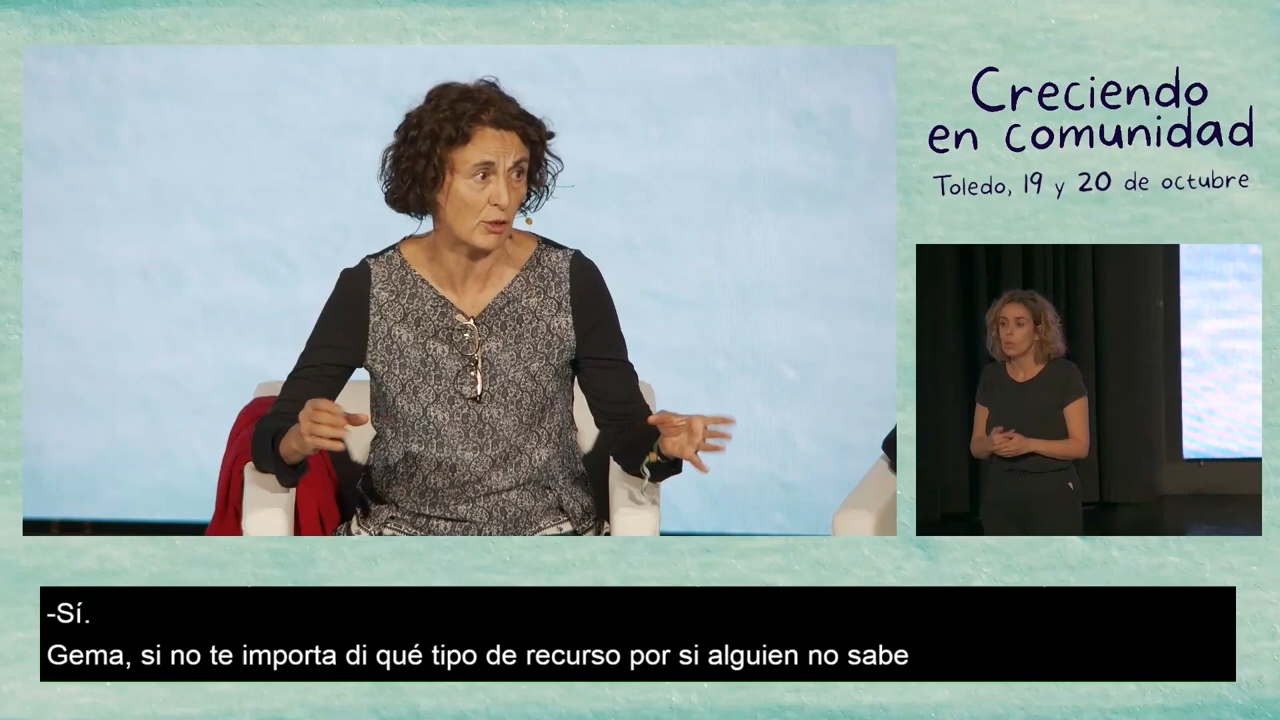 Creciendo
en comunidad
Toledo, 19 y 20 de octubre
-Sí.
Gema, si no te importa di qué tipo de recurso por si alguien no sabe